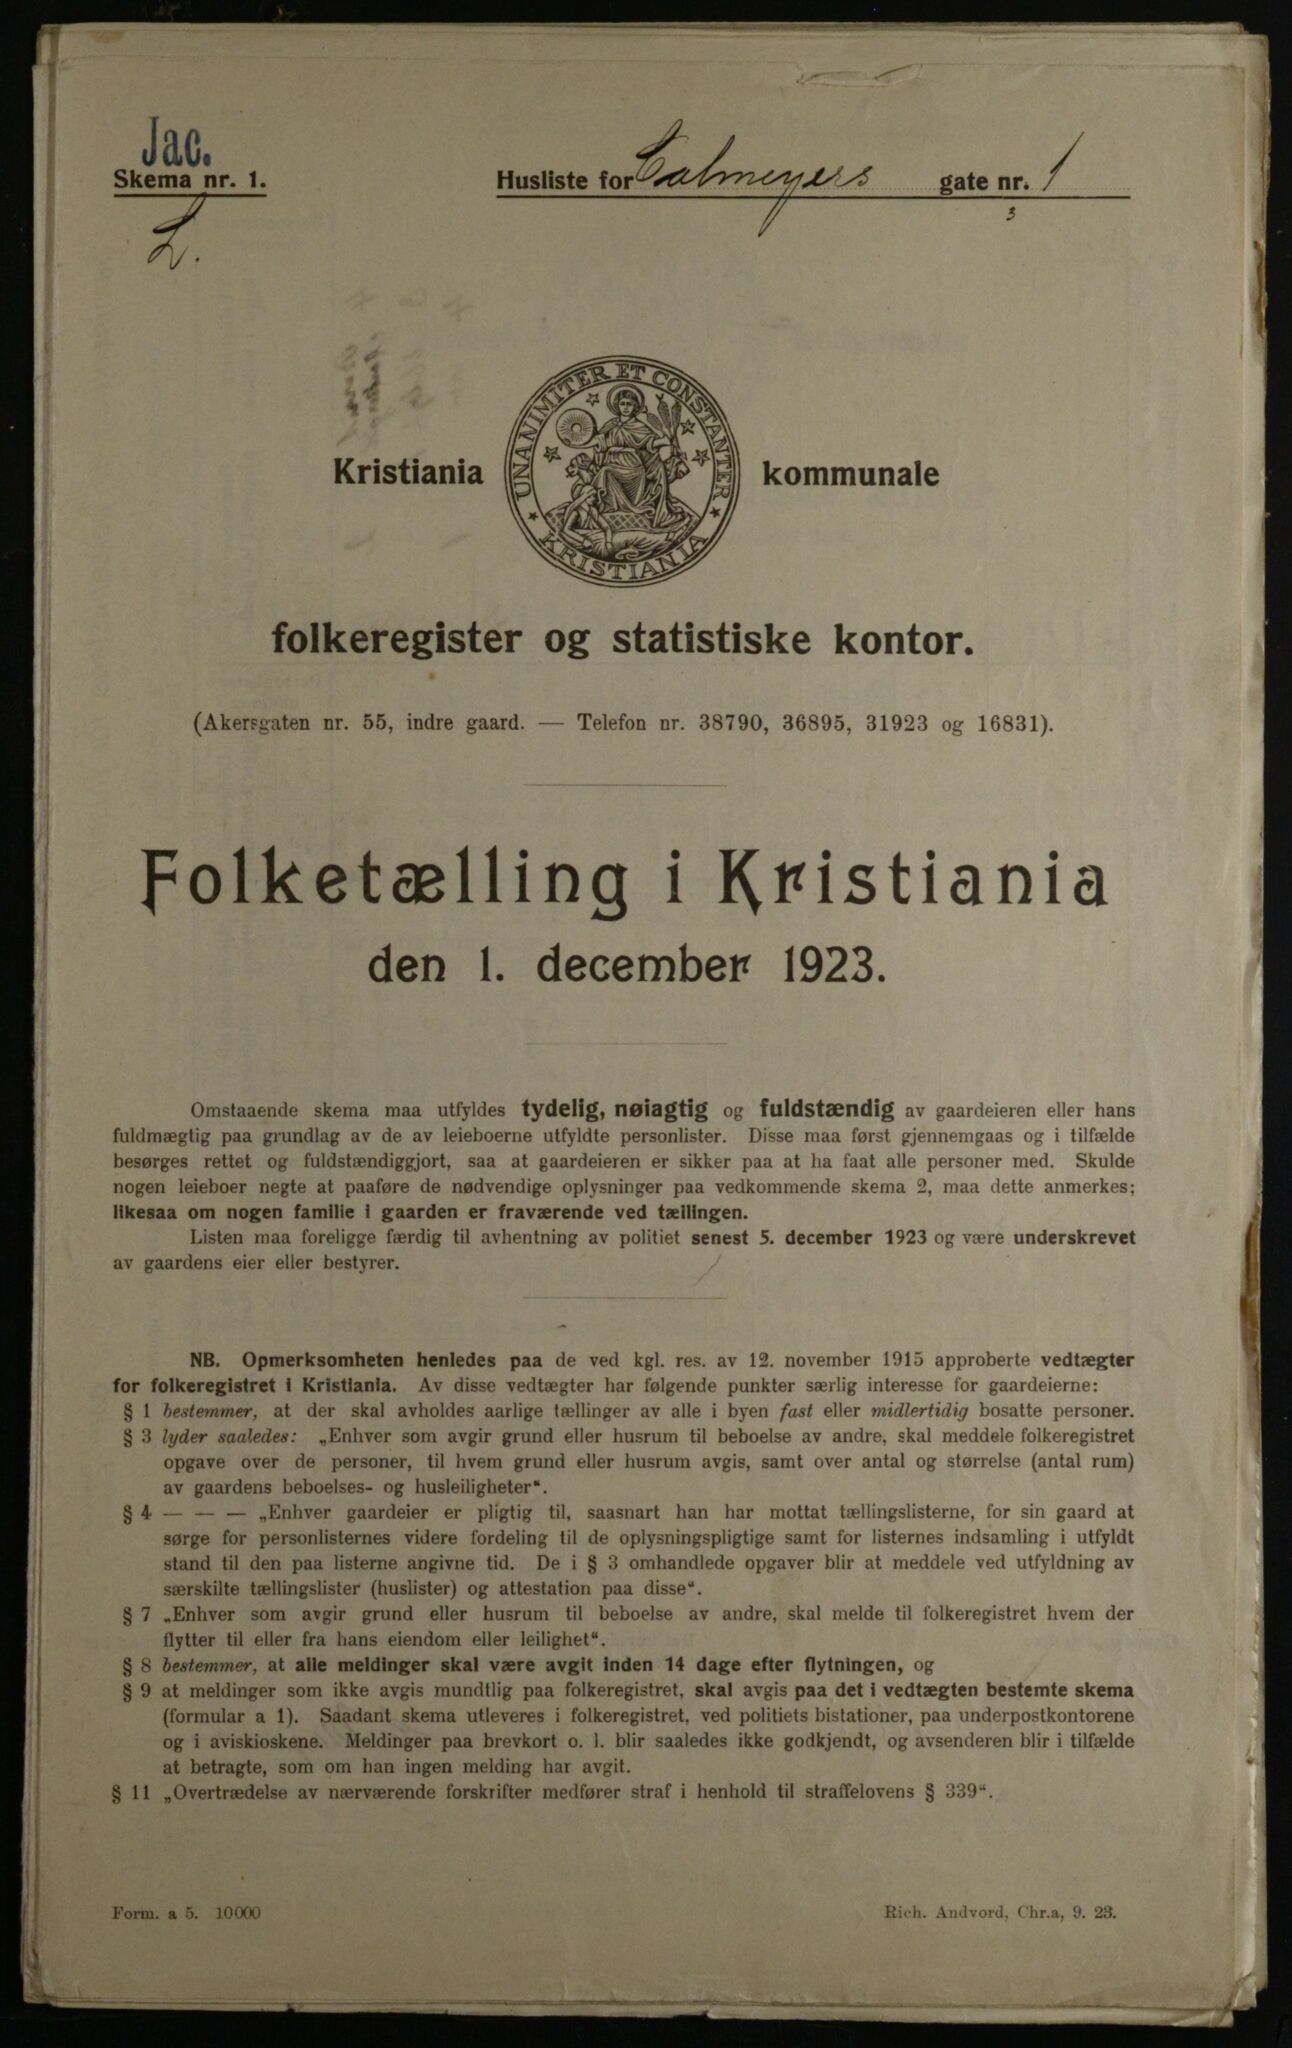 Jac.
Skema nr. 1.
Husliste for Calmeyers gate nr. 1
3
L.
UNANIMITER ET CONSTANTER
KRISTIANIA
Kristiania kommunale
folkeregister og statistiske kontor.
(Akersgaten nr. 55, indre gaard. — Telefon nr. 38790, 36895, 31923 og 16831).
Folketælling i Kristiania
den 1. december 1923.
Omstaaende skema maa utfyldes tydelig, nøiagtig og fuldstændig av gaardeieren eller hans
fuldmægtig paa grundlag av de av leieboerne utfyldte personlister. Disse maa først gjennemgaas og i tilfælde
besørges rettet og fuldstændiggjort, saa at gaardeieren er sikker paa at ha faat alle personer med. Skulde
nogen leieboer negte at paaføre de nødvendige oplysninger paa vedkommende skema 2, maa dette anmerkes;
likesaa om nogen familie i gaarden er fraværende ved tællingen.
Listen maa foreligge færdig til avhentning av politiet senest 5. december 1923 og være underskrevet
av gaardens eier eller bestyrer.
NB. Opmerksomheten henledes paa de ved kgl. res. av 12. november 1915 approberte vedtægter
for folkeregistret i Kristiania. Av disse vedtægter har følgende punkter særlig interesse for gaardeierne:
§ 1 bestemmer, at der skal avholdes aarlige tællinger av alle i byen fast eller midlertidig bosatte personer.
§ 3 lyder saaledes: „Enhver som avgir grund eller husrum til beboelse av andre, skal meddele folkeregistret
opgave over de personer, til hvem grund eller husrum avgis, samt over antal og størrelse (antal rum)
av gaardens beboelses- og husleiligheter“.
§ 4 — — — „Enhver gaardeier er pligtig til, saasnart han har mottat tællingslisterne, for sin gaard at
sørge for personlisternes videre fordeling til de oplysningspligtige samt for listernes indsamling i utfyldt
stand til den paa listerne angivne tid. De i § 3 omhandlede opgaver blir at meddele ved utfyldning av
særskilte tællingslister (huslister) og attestation paa disse“.
§ 7 „Enhver som avgir grund eller husrum til beboelse av andre, skal melde til folkeregistret hvem der
flytter til eller fra hans eiendom eller leilighet“.
§ 8 bestemmer, at alle meldinger skal være avgit inden 14 dage efter flytningen, og
§ 9 at meldinger som ikke avgis mundtlig paa folkeregistret, skal avgis paa det i vedtægten bestemte skema
(formular a 1). Saadant skema utleveres i folkeregistret, ved politiets bistationer, paa underpostkontorene
og i aviskioskene. Meldinger paa brevkort o. l. blir saaledes ikke godkjendt, og avsenderen blir i tilfælde
at betragte, som om han ingen melding har avgit.
§ 11 „Overtrædelse av nærværende forskrifter medfører straf i henhold til straffelovens § 339“.
Form. a 5. 10000
Rich. Andvord, Chr.a, 9. 23.